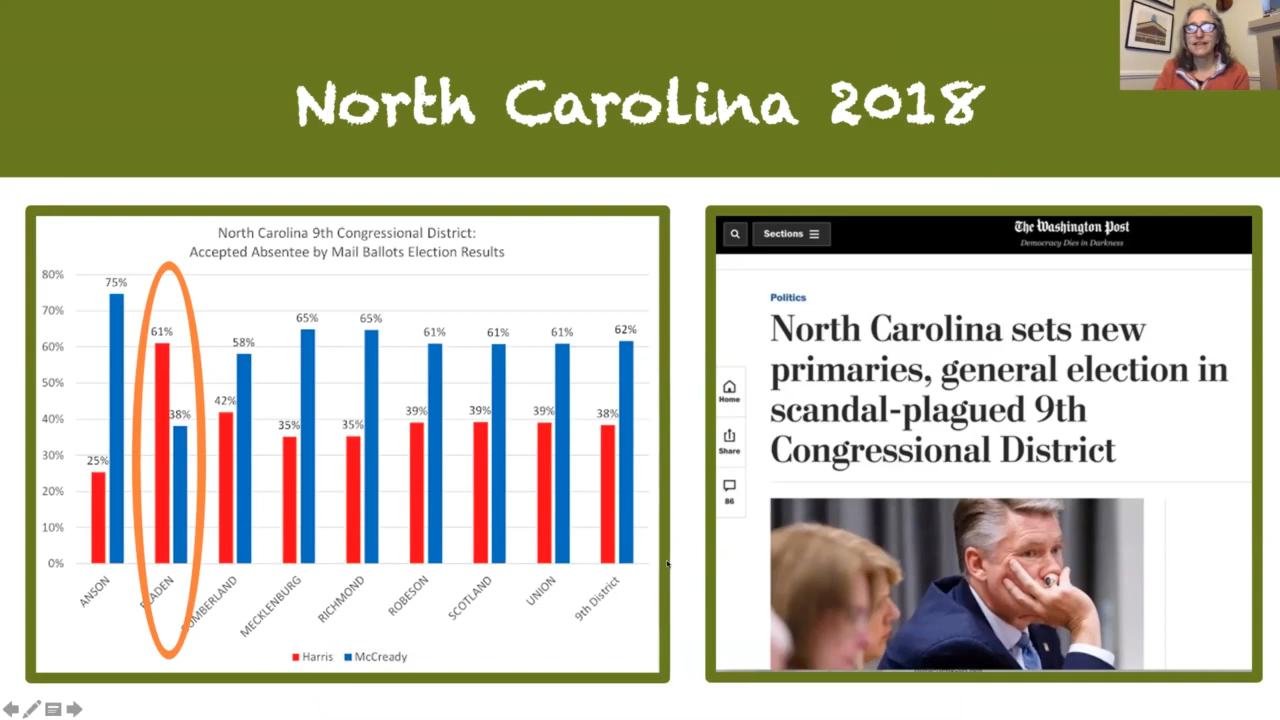 North Carolina 2018
North Carolina 9th Congressional District:
Accepted Absentee by Mail Ballots Election Results
80%
70%
60%
50%
40%
30%
20%
10%
0%
75%
25%
61%
38%
42%
58%
35%
65%
35%
65%
39%
61%
39%
61%
39%
61%
38%
62%
ANSON
MECKLENBURG
RICHMOND
ROBESON
SCOTLAND
UNION
9th District
Harris
McCready
Sections
The Washington Post
Democracy Dies in Darkness
Politics
North Carolina sets new
primaries, general election in
scandal-plagued 9th
Congressional District
Home
Share
86